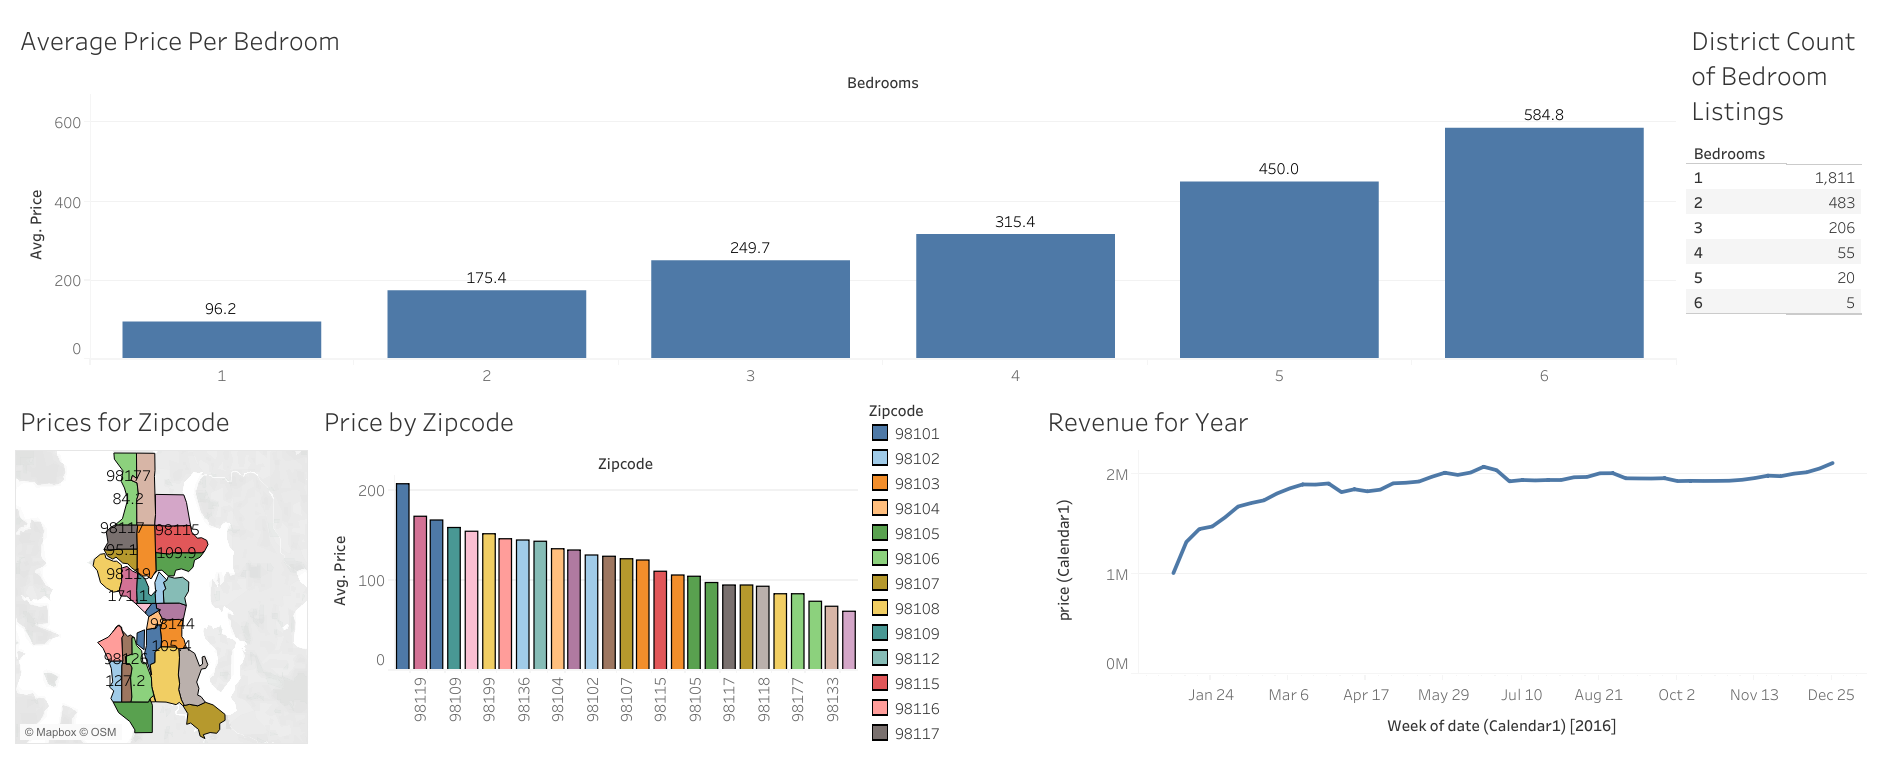 Average Price Per Bedroom
Bedrooms
Avg. Price
600
400
200
0
96.2
175.4
249.7
315.4
450.0
584.8
1
2
3
4
5
6
District Count
of Bedroom
Listings
Bedrooms
1 1,811
2 483
3 206
4 55
5 20
6 5
Prices for Zipcode
98177
84.2
98117
95.1
98115
109.9
98119
171.1
98144
105.4
98126
127.2
© Mapbox © OSM
Price by Zipcode
Zipcode
Avg. Price
200
100
0
98119
98109
98199
98136
98104
98102
98107
98115
98105
98117
98118
98177
98133
Zipcode
98101
98102
98103
98104
98105
98106
98107
98108
98109
98112
98115
98116
98117
Revenue for Year
price (Calendar1)
2M
1M
0M
Jan 24
Mar 6
Apr 17
May 29
Jul 10
Aug 21
Oct 2
Nov 13
Dec 25
Week of date (Calendar1) [2016]